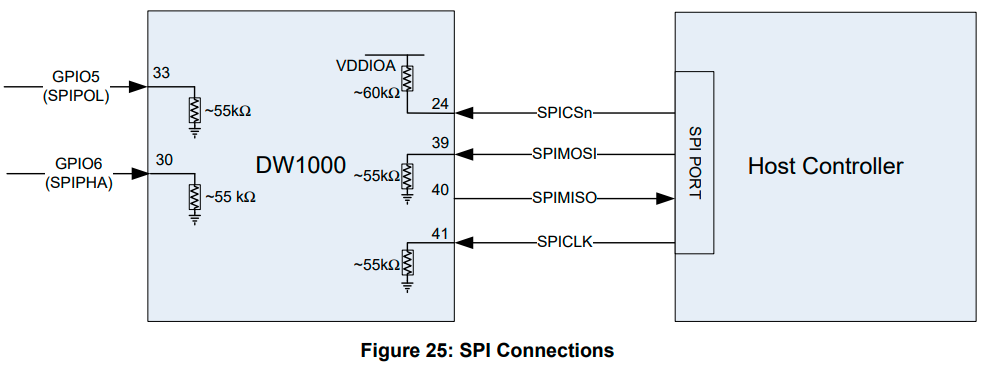 GPIO5
(SPIPOL)
33
~55kΩ
GPIO6
(SPIPHA)
30
~55 kΩ
DW1000
VDDIOA
~60kΩ
24
39
~55kΩ
40
41
~55kΩ
SPICSn
SPIMOSI
SPIMISO
SPICLK
SPI PORT
Host Controller
Figure 25: SPI Connections